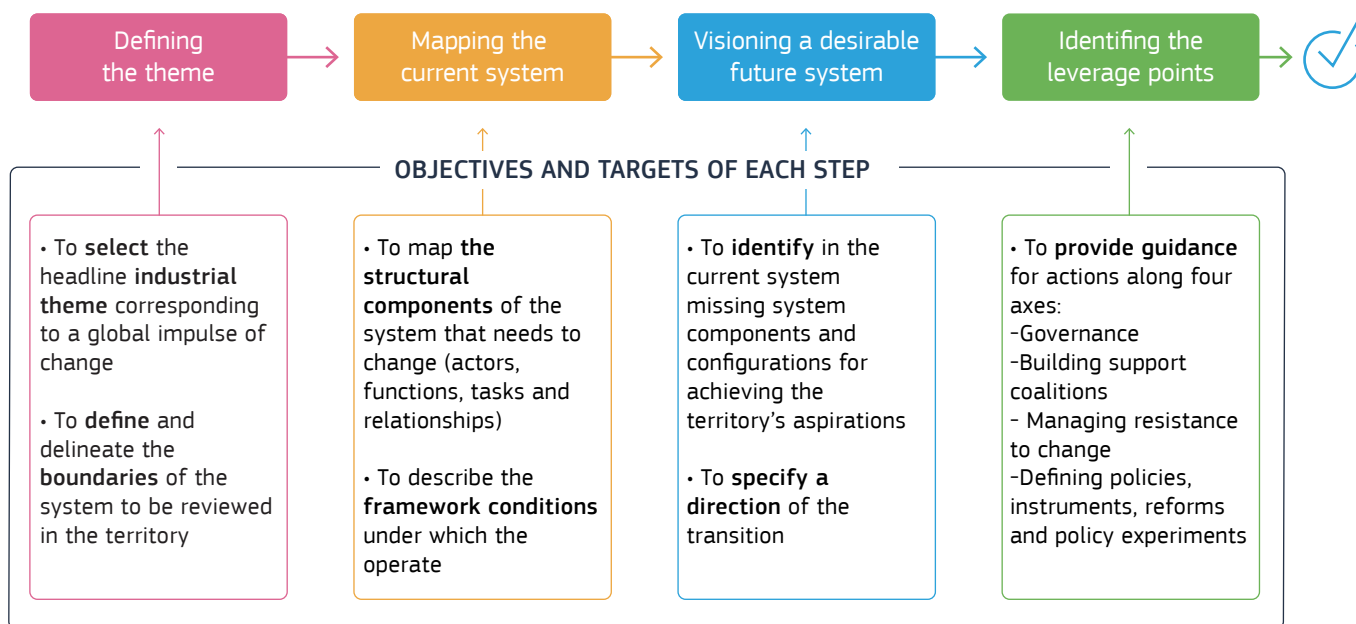 Defining
the theme
Mapping the
current system
Visioning a desirable
future system
Identifing the
leverage points
OBJECTIVES AND TARGETS OF EACH STEP
• To select the
headline industrial
theme corresponding
to a global impulse of
change
• To define and
delineate the
boundaries of the
system to be reviewed
in the territory
• To map the
structural
components of the
system that needs to
change (actors,
functions, tasks and
relationships)
• To describe the
framework conditions
under which the
operate
• To identify in the
current system
missing system
components and
configurations for
achieving the
territory's aspirations
• To specify a
direction of the
transition
• To provide guidance
for actions along four
axes:
-Governance
-Building support
coalitions
- Managing resistance
to change
-Defining policies,
instruments, reforms
and policy experiments